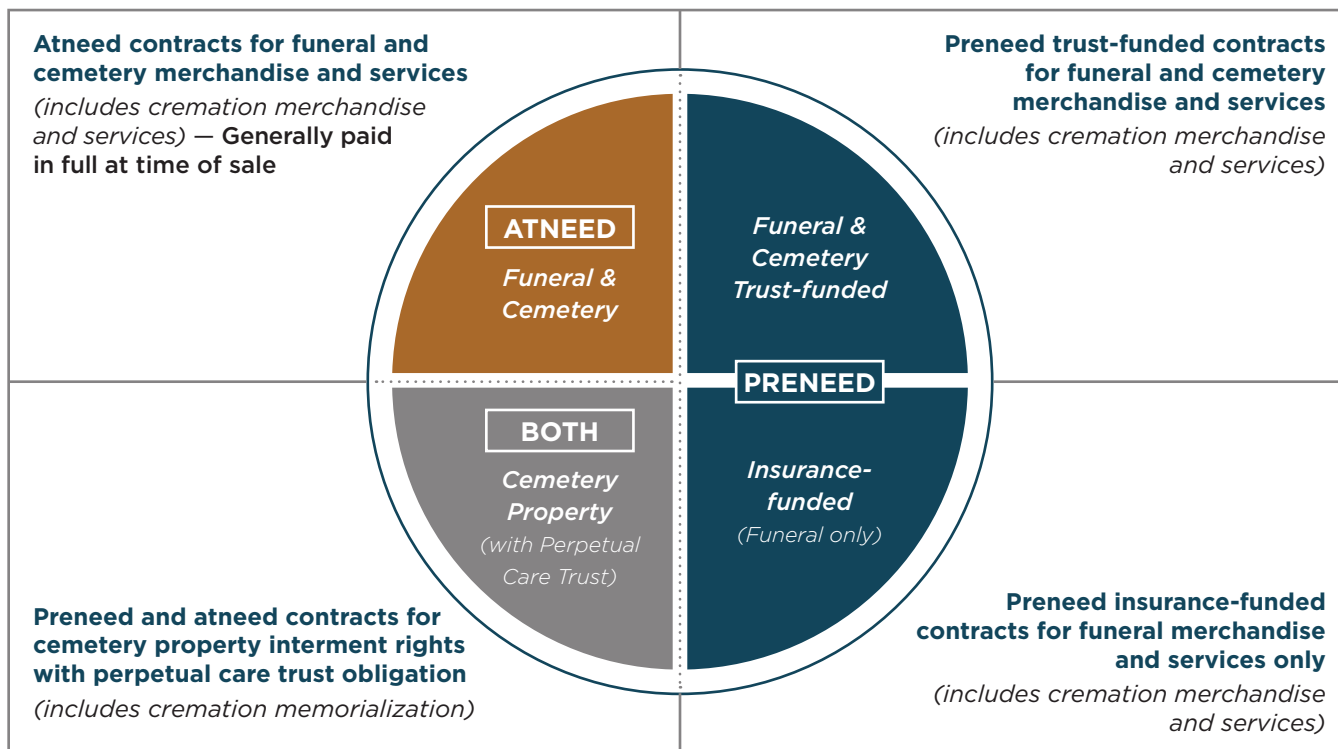 Atneed contracts for funeral and
cemetery merchandise and services
(includes cremation merchandise
and services) — Generally paid
in full at time of sale
Preneed trust-funded contracts
for funeral and cemetery
merchandise and services
(includes cremation merchandise
and services)
ATNEED
Funeral &
Cemetery
Funeral &
Cemetery
Trust-funded
PRENEED
BOTH
Cemetery
Property
(with Perpetual
Care Trust)
Insurance-
funded
(Funeral only)
Preneed and atneed contracts for
cemetery property interment rights
with perpetual care trust obligation
(includes cremation memorialization)
Preneed insurance-funded
contracts for funeral merchandise
and services only
(includes cremation merchandise
and services)